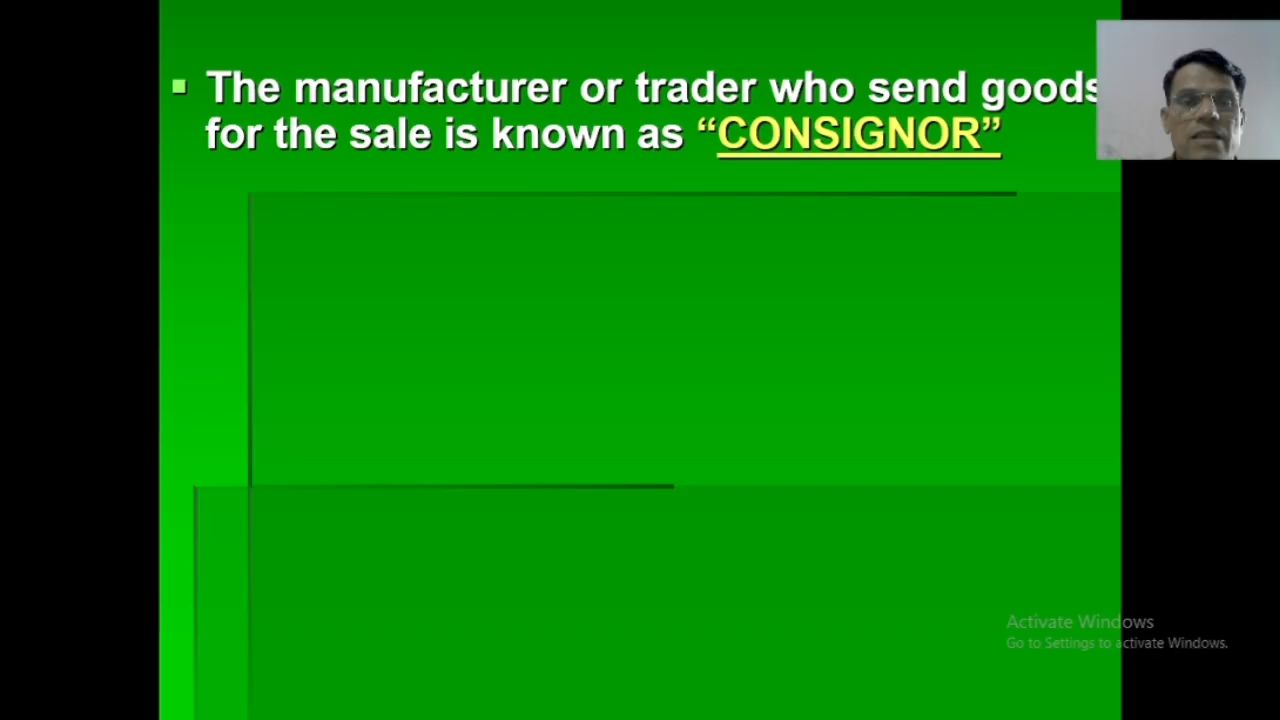 The manufacturer or trader who send goods
for the sale is known as “CONSIGNOR”
Activate Windows
Go to Settings to activate Windows.